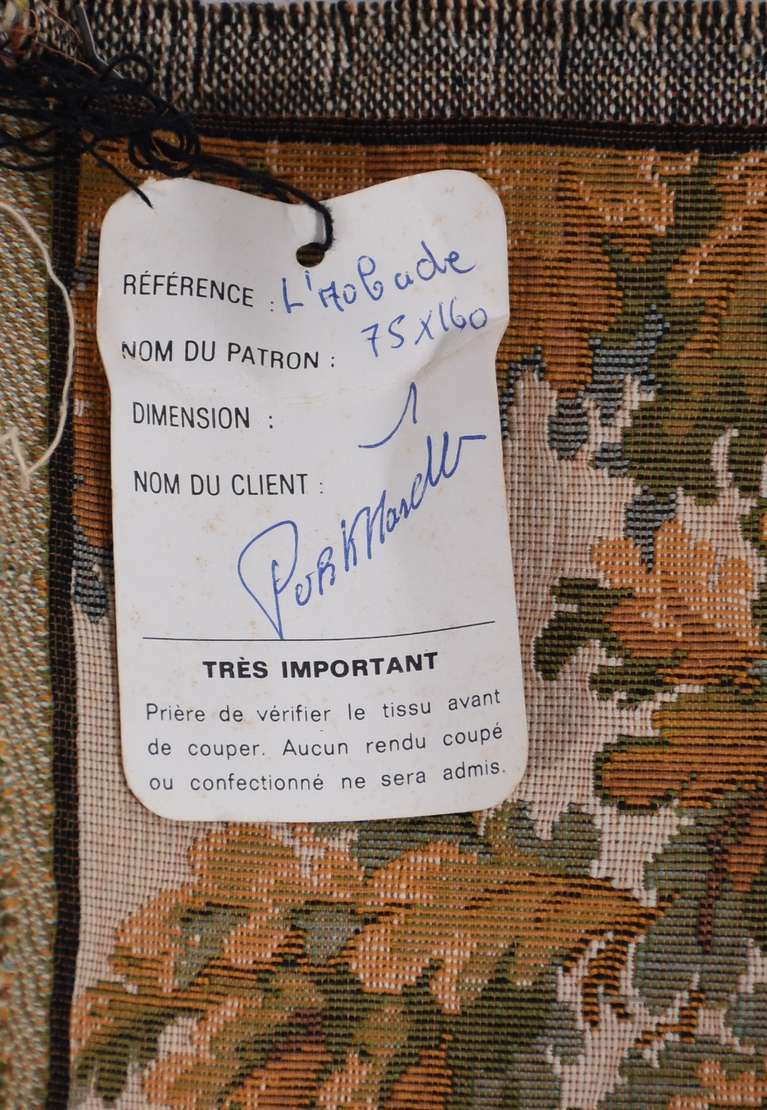 RÉFÉRENCE : L'
NOM DU PATRON : 75 x 160
DIMENSION : 1
NOM DU CLIENT :
TRÈS IMPORTANT
Prière de vérifier le tissu avant
de couper. Aucun rendu coupé
ou confectionné ne sera admis.